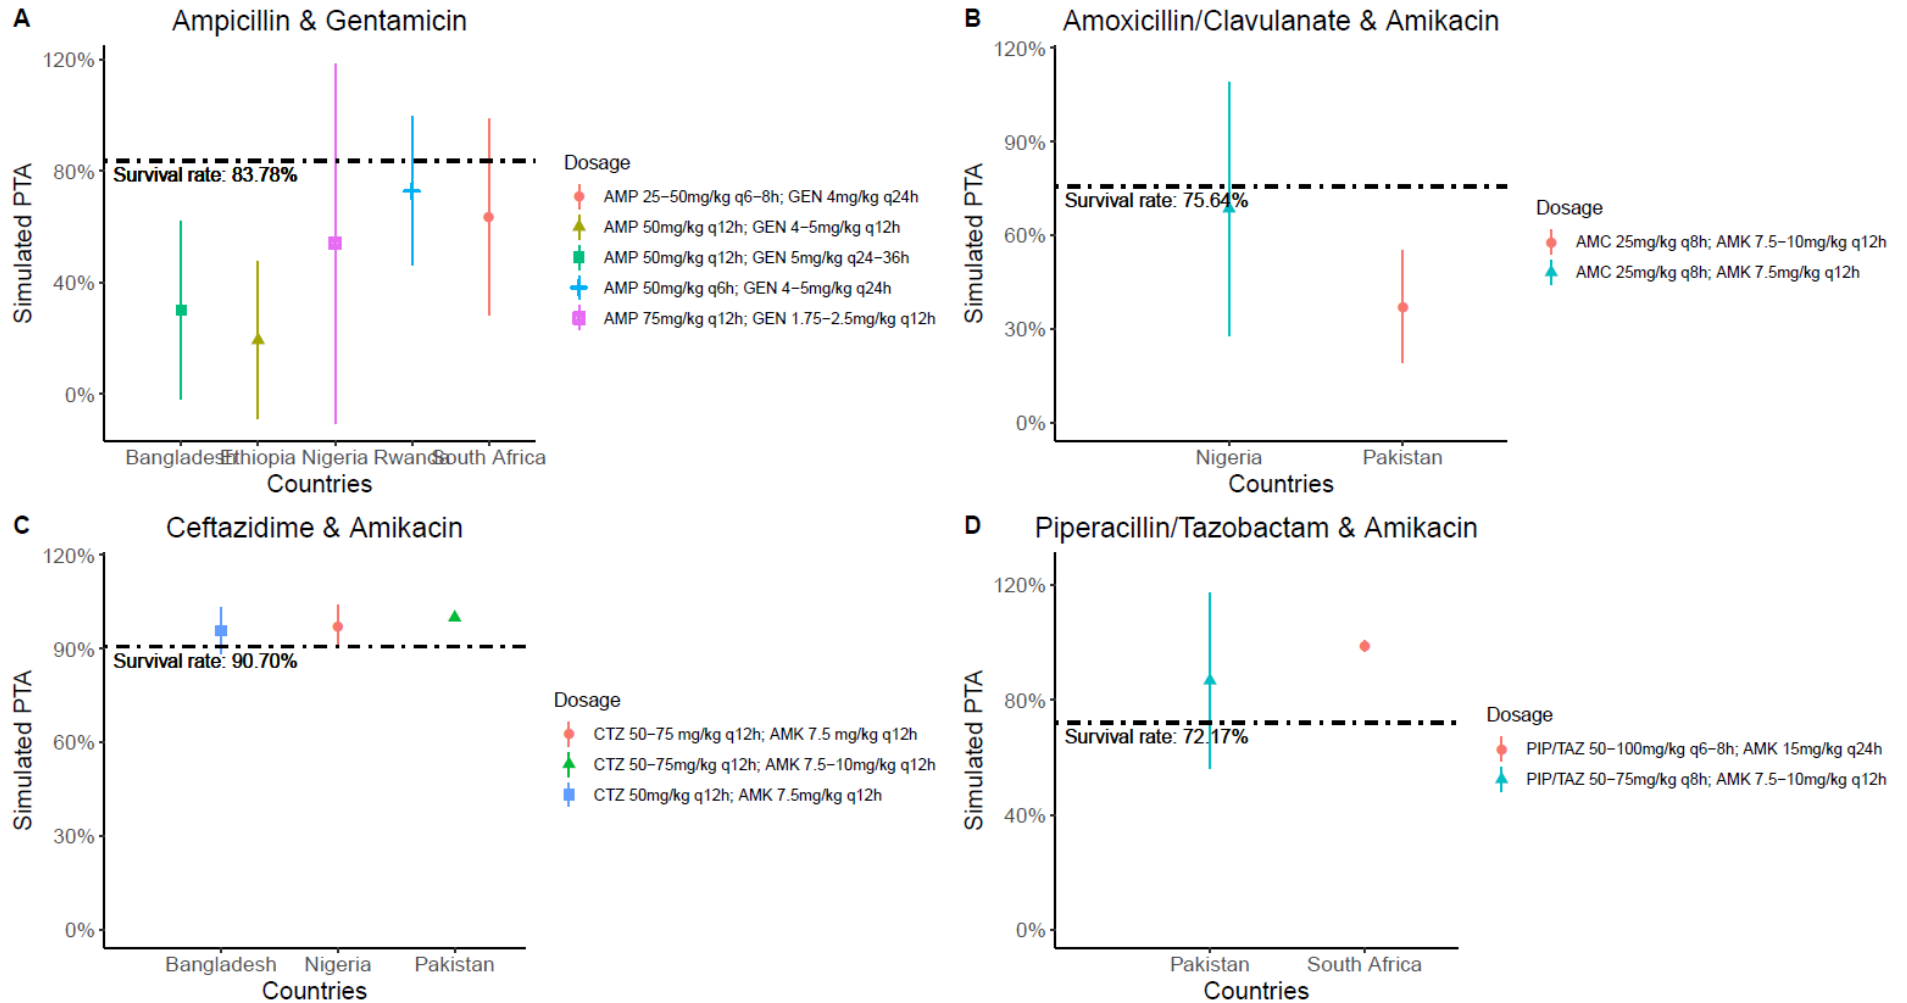 A
Ampicillin & Gentamicin
120%
80%
40%
0%
Simulated PTA
Survival rate: 83.78%
Bangladesh Ethiopia Nigeria Rwanda South Africa
Countries
Dosage
AMP 25−50mg/kg q6−8h; GEN 4mg/kg q24h
AMP 50mg/kg q12h; GEN 4−5mg/kg q12h
AMP 50mg/kg q12h; GEN 5mg/kg q24−36h
AMP 50mg/kg q6h; GEN 4−5mg/kg q24h
AMP 75mg/kg q12h; GEN 1.75−2.5mg/kg q12h
B
Amoxicillin/Clavulanate & Amikacin
120%
90%
60%
30%
0%
Simulated PTA
Survival rate: 75.64%
Nigeria Pakistan
Countries
Dosage
AMC 25mg/kg q8h; AMK 7.5−10mg/kg q12h
AMC 25mg/kg q8h; AMK 7.5mg/kg q12h
C
Ceftazidime & Amikacin
120%
90%
60%
30%
0%
Simulated PTA
Survival rate: 90.70%
Bangladesh Nigeria Pakistan
Countries
Dosage
CTZ 50−75 mg/kg q12h; AMK 7.5 mg/kg q12h
CTZ 50−75mg/kg q12h; AMK 7.5−10mg/kg q12h
CTZ 50mg/kg q12h; AMK 7.5mg/kg q12h
D
Piperacillin/Tazobactam & Amikacin
120%
80%
40%
0%
Simulated PTA
Survival rate: 72.17%
Pakistan South Africa
Countries
Dosage
PIP/TAZ 50−100mg/kg q6−8h; AMK 15mg/kg q24h
PIP/TAZ 50−75mg/kg q8h; AMK 7.5−10mg/kg q12h